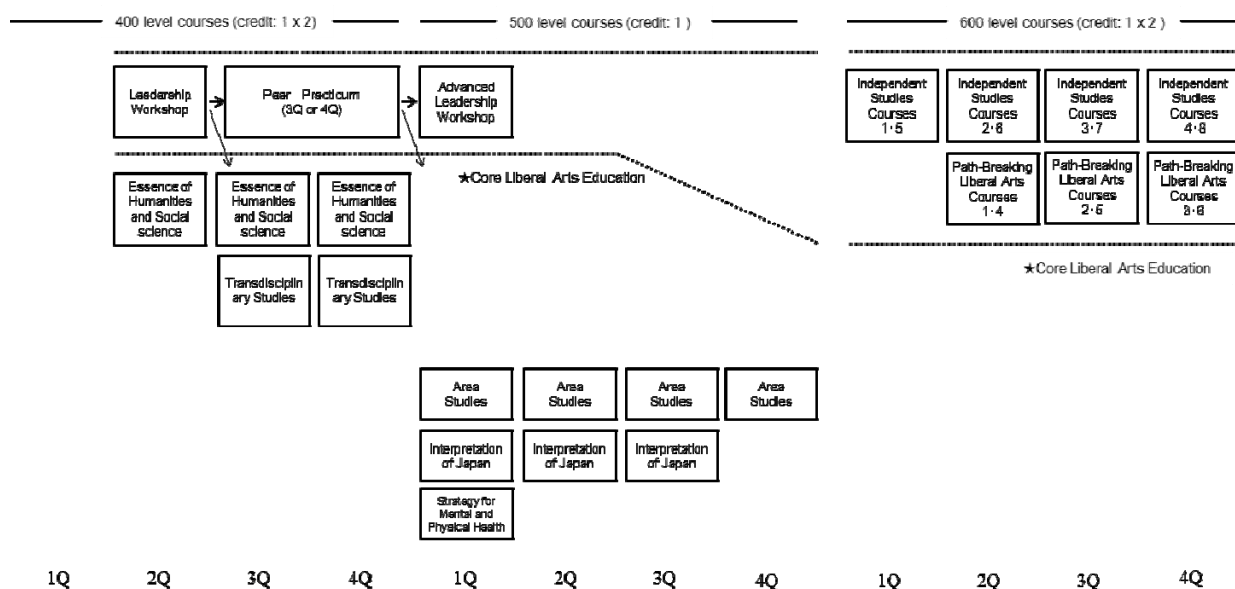 400 level courses (credit: 1 x 2)
500 level courses (credit: 1 )
600 level courses (credit: 1 x 2 )
Leadership
Workshop
Peer Practicum
(3Q or 4Q)
Advanced
Leadership
Workshop
Independent
Studies
Courses
1·5
Independent
Studies
Courses
2·6
Independent
Studies
Courses
3·7
Independent
Studies
Courses
4·8
★Core Liberal Arts Education
Path-Breaking
Liberal Arts
Courses
1·4
Path-Breaking
Liberal Arts
Courses
2·5
Path-Breaking
Liberal Arts
Courses
3·6
Essence of
Humanities
and Social
science
Essence of
Humanities
and Social
science
Essence of
Humanities
and Social
science
★Core Liberal Arts Education
Transdisciplin
ary Studies
Transdisciplin
ary Studies
Area
Studies
Area
Studies
Area
Studies
Area
Studies
Interpretation
of Japan
Interpretation
of Japan
Interpretation
of Japan
Strategy for
Mental and
Physical Health
1Q
2Q
3Q
4Q
1Q
2Q
3Q
4Q
1Q
2Q
3Q
4Q